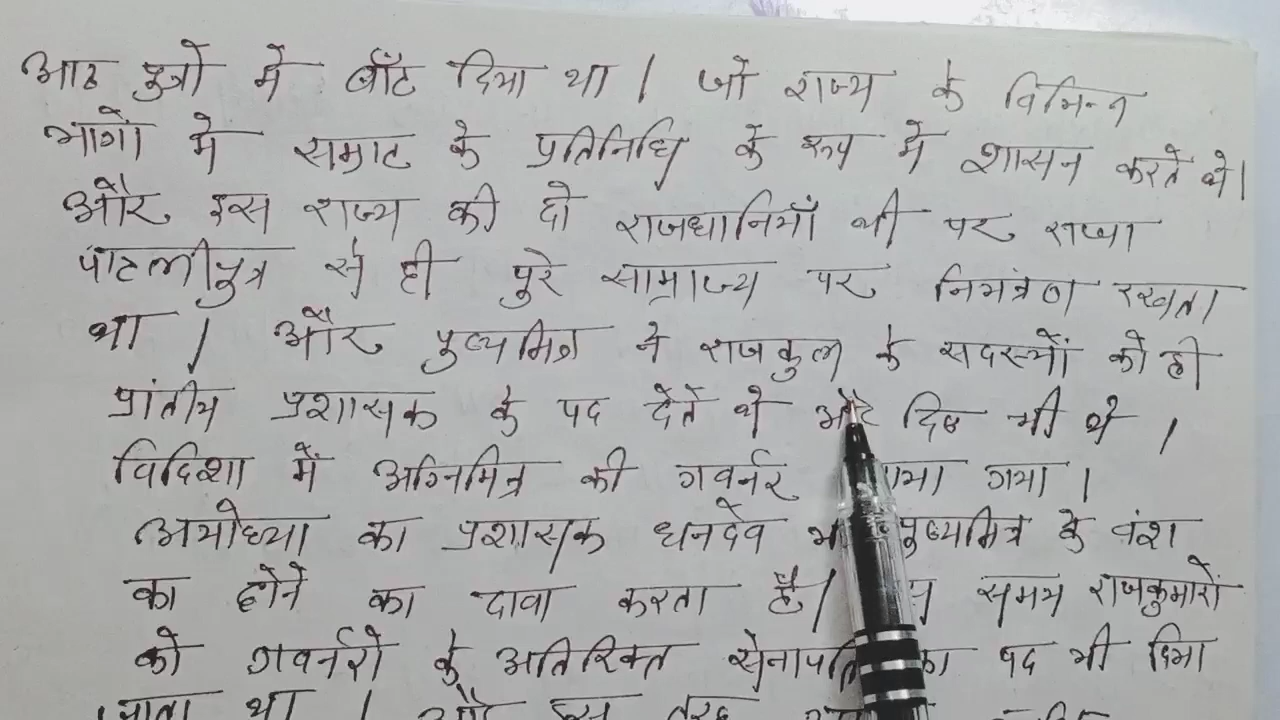 आठ पुत्रो में बाँट दिया था । जो राज्य के विभिन्न
भागों में सम्राट के प्रतिनिधि के रूप में शासन करते थे।
और इस राज्य की दो राजधानियाँ थी पर राजा
पाटलीपुत्र से ही पुरे साम्राज्य पर नियंत्रण रखता
था । और पुष्यमित्र ने राजकुल के सदस्यों को ही
प्रांतीय प्रशासक के पद देते थे और दिए भी थे ।
विदिशा में अग्निमित्र की गवर्नर गया ।
अयोध्या का प्रशासक धनदेव पुष्यमित्र के वंश
का होने का दावा करता है। समय राजकुमारों
को गवर्नरो के अतिरिक्त सेनापति का पद भी दिया
जाता था । और इस तरह